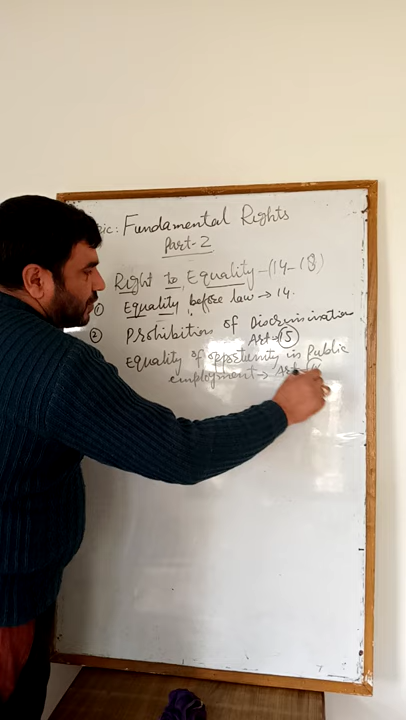 ic: Fundamental Rights
Part-2
Right to Equality-(14-18)
① Equality before law → 14.
② Prohibition of Discrimination
Art→15
Equality of opportunity in Public
employment → Art